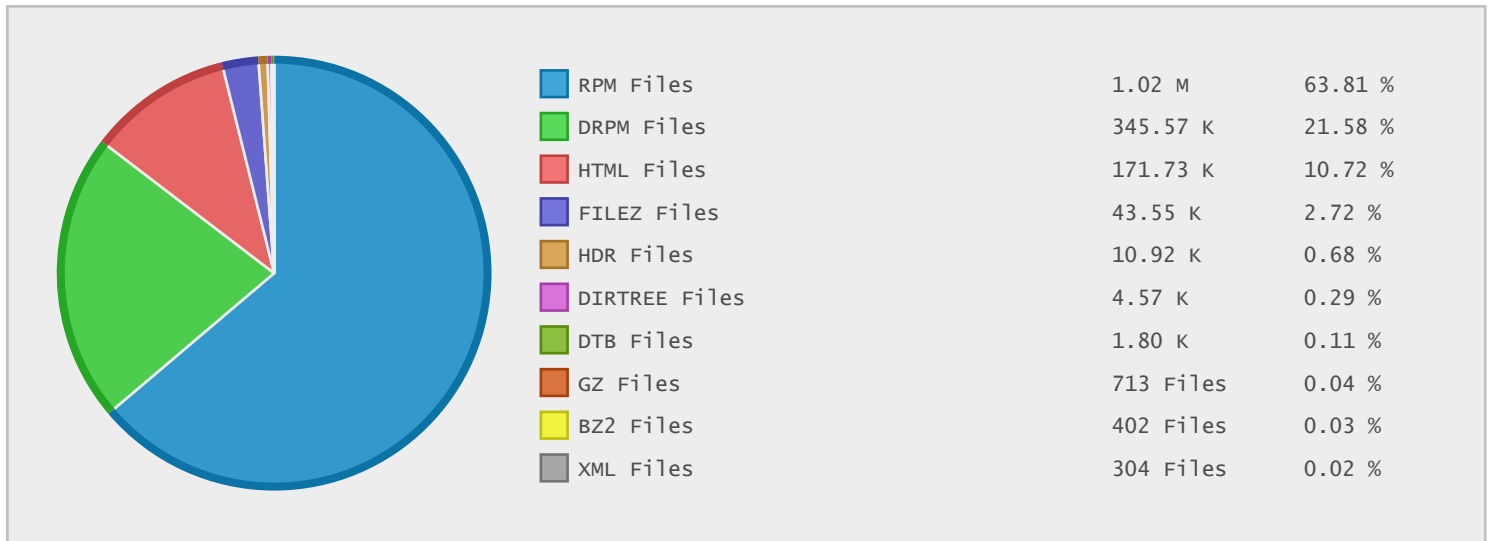 RPM Files 1.02 M 63.81 %
DRPM Files 345.57 K 21.58 %
HTML Files 171.73 K 10.72 %
FILEZ Files 43.55 K 2.72 %
HDR Files 10.92 K 0.68 %
DIRTREE Files 4.57 K 0.29 %
DTB Files 1.80 K 0.11 %
GZ Files 713 Files 0.04 %
BZ2 Files 402 Files 0.03 %
XML Files 304 Files 0.02 %